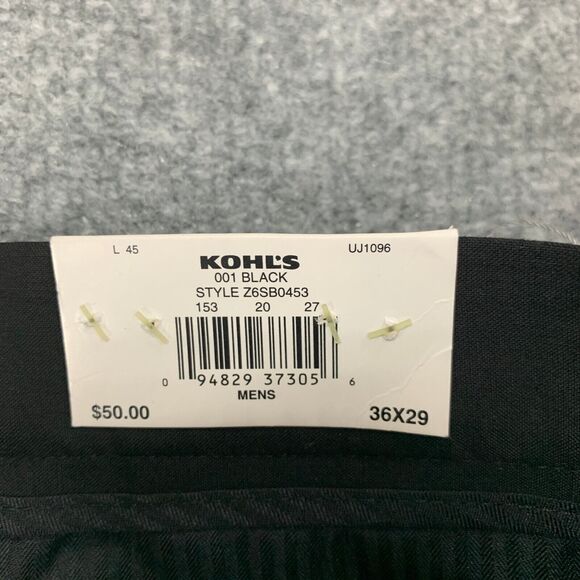 L 45 UJ1096
KOHL'S
001 BLACK
STYLE Z6SB0453
153 20 27
0 94829 37305 6
MENS
$50.00 36X29